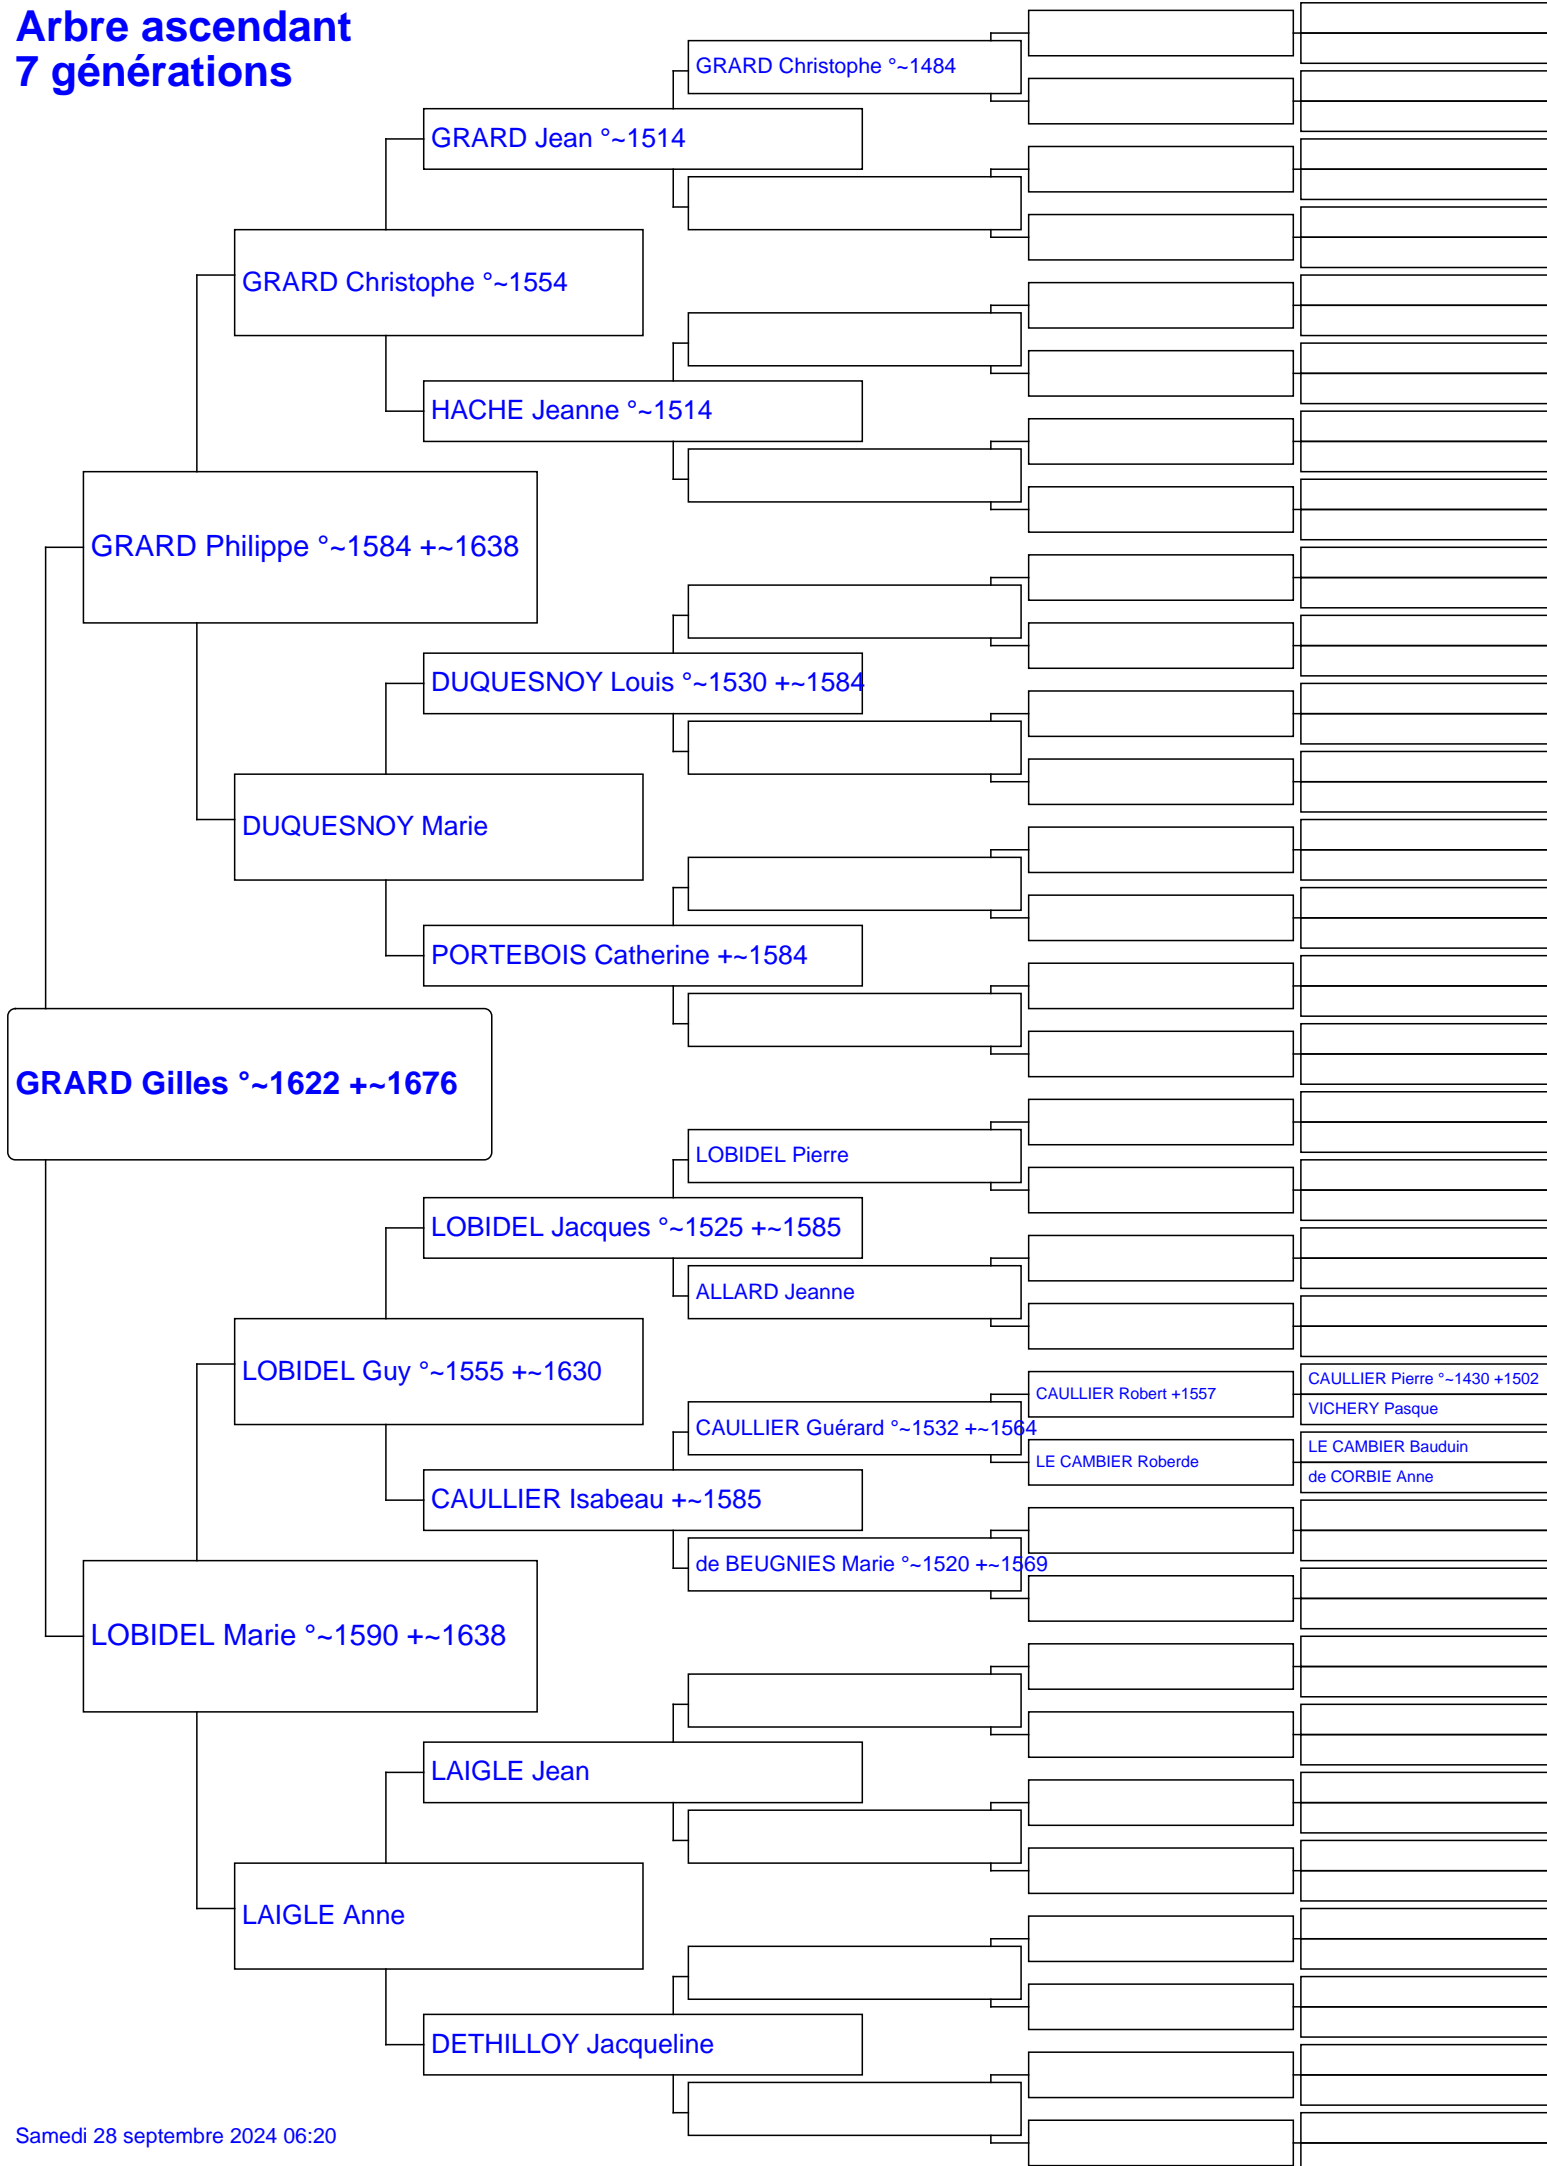 Arbre ascendant
7 générations
GRARD Christophe °~1484
GRARD Jean °~1514
GRARD Christophe °~1554
HACHE Jeanne °~1514
GRARD Philippe °~1584 +~1638
DUQUESNOY Louis °~1530 +~1584
DUQUESNOY Marie
PORTEBOIS Catherine +~1584
GRARD Gilles °~1622 +~1676
LOBIDEL Pierre
LOBIDEL Jacques °~1525 +~1585
ALLARD Jeanne
LOBIDEL Guy °~1555 +~1630
CAULLIER Pierre °~1430 +1502
CAULLIER Robert +1557
VICHERY Pasque
CAULLIER Guérard °~1532 +~1564
LE CAMBIER Bauduin
LE CAMBIER Roberde
de CORBIE Anne
CAULLIER Isabeau +~1585
de BEUGNIES Marie °~1520 +~1569
LOBIDEL Marie °~1590 +~1638
LAIGLE Jean
LAIGLE Anne
DETHILLOY Jacqueline
Samedi 28 septembre 2024 06:20